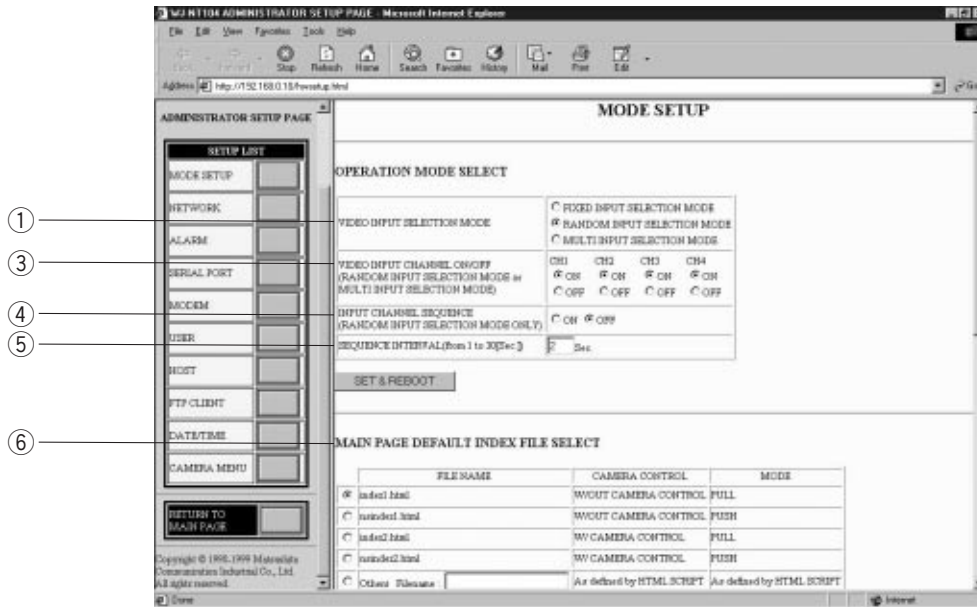 WJ-NT104 ADMINISTRATOR SETUP PAGE - Microsoft Internet Explorer
File Edit View Favorites Tools Help
Back Forward Stop Refresh Home Search Favorites History Mail Print Edit
Address http://192.168.0.15/hwsetup.html Go
ADMINISTRATOR SETUP PAGE
SETUP LIST
MODE SETUP
NETWORK
ALARM
SERIAL PORT
MODEM
USER
HOST
FTP CLIENT
DATE/TIME
CAMERA MENU
RETURN TO
MAIN PAGE
Copyright © 1998-1999 Matsushita
Communication Industrial Co., Ltd.
All rights reserved.
MODE SETUP
OPERATION MODE SELECT
① VIDEO INPUT SELECTION MODE
FIXED INPUT SELECTION MODE
RANDOM INPUT SELECTION MODE
MULTI INPUT SELECTION MODE
③ VIDEO INPUT CHANNEL ON/OFF
(RANDOM INPUT SELECTION MODE or
MULTI INPUT SELECTION MODE)
CH1 CH2 CH3 CH4
ON ON ON ON
OFF OFF OFF OFF
④ INPUT CHANNEL SEQUENCE
(RANDOM INPUT SELECTION MODE ONLY)
ON OFF
⑤ SEQUENCE INTERVAL(from 1 to 30[Sec.]) 2 Sec.
SET & REBOOT
⑥ MAIN PAGE DEFAULT INDEX FILE SELECT
FILE NAME CAMERA CONTROL MODE
index1.html W/OUT CAMERA CONTROL PULL
nsindex1.html W/OUT CAMERA CONTROL PUSH
index2.html W/ CAMERA CONTROL PULL
nsindex2.html W/ CAMERA CONTROL PUSH
Others Filename: As defined by HTML SCRIPT As defined by HTML SCRIPT
Done Internet